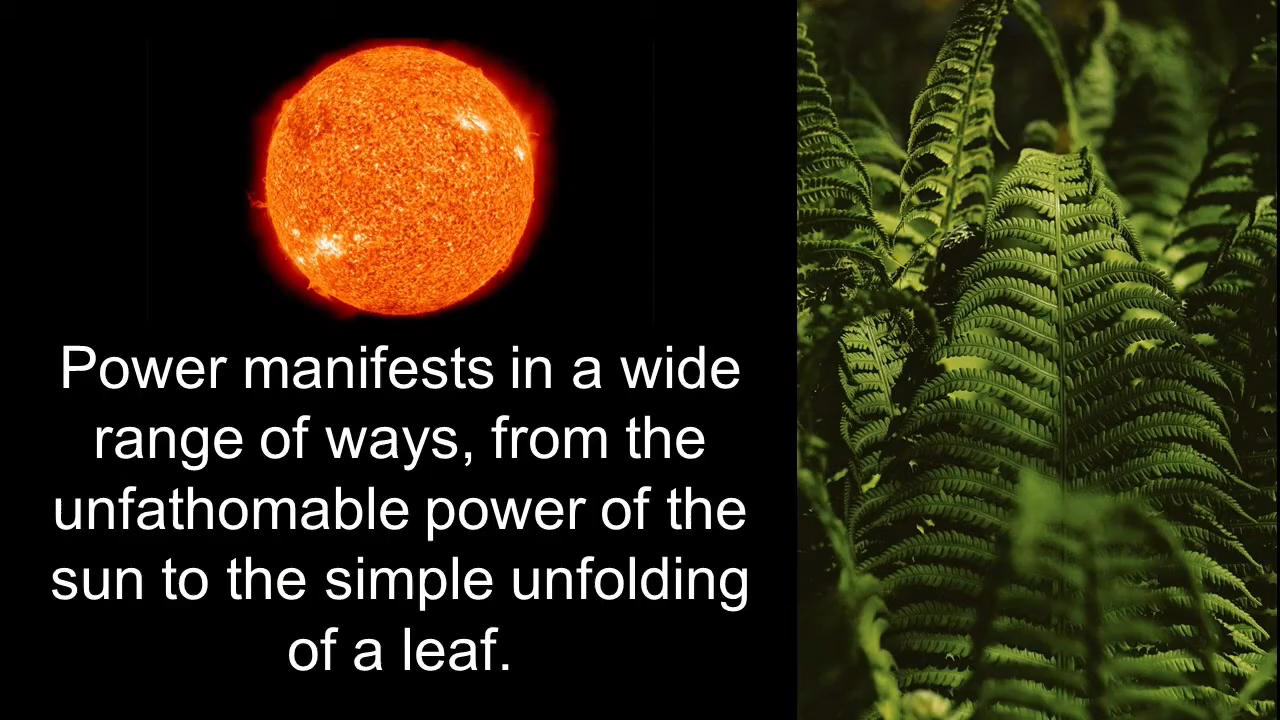 Power manifests in a wide
range of ways, from the
unfathomable power of the
sun to the simple unfolding
of a leaf.